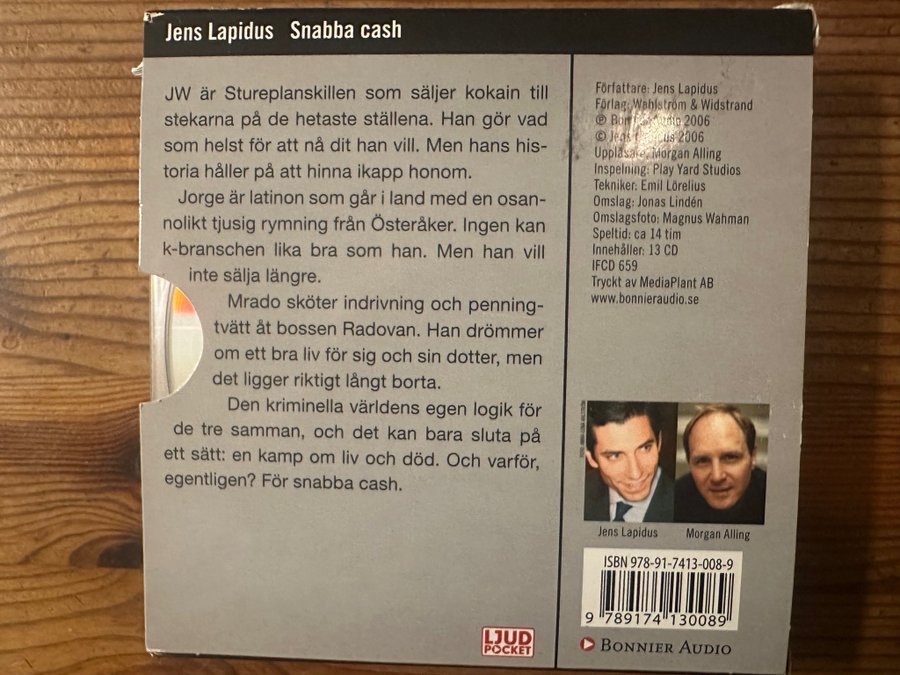 Jens Lapidus Snabba cash
JW är Stureplanskillen som säljer kokain till
stekarna på de hetaste ställena. Han gör vad
som helst för att nå dit han vill. Men hans his-
toria håller på att hinna ikapp honom.
Jorge är latinon som går i land med en osan-
nolikt tjusig rymning från Österåker. Ingen kan
k-branschen lika bra som han. Men han vill
inte sälja längre.
Mrado sköter indrivning och penning-
tvätt åt bossen Radovan. Han drömmer
om ett bra liv för sig och sin dotter, men
det ligger riktigt långt borta.
Den kriminella världens egen logik för
de tre samman, och det kan bara sluta på
ett sätt: en kamp om liv och död. Och varför,
egentligen? För snabba cash.
LJUD
POCKET
Författare: Jens Lapidus
Förlag: Wahlström & Widstrand
℗ Bonnier Audio 2006
© Jens Lapidus 2006
Uppläsare: Morgan Alling
Inspelning: Play Yard Studios
Tekniker: Emil Lörelius
Omslag: Jonas Lindén
Omslagsfoto: Magnus Wahman
Speltid: ca 14 tim
Innehåller: 13 CD
IFCD 659
Tryckt av MediaPlant AB
www.bonnieraudio.se
Jens Lapidus Morgan Alling
ISBN 978-91-7413-008-9
9 789174 130089
BONNIER AUDIO